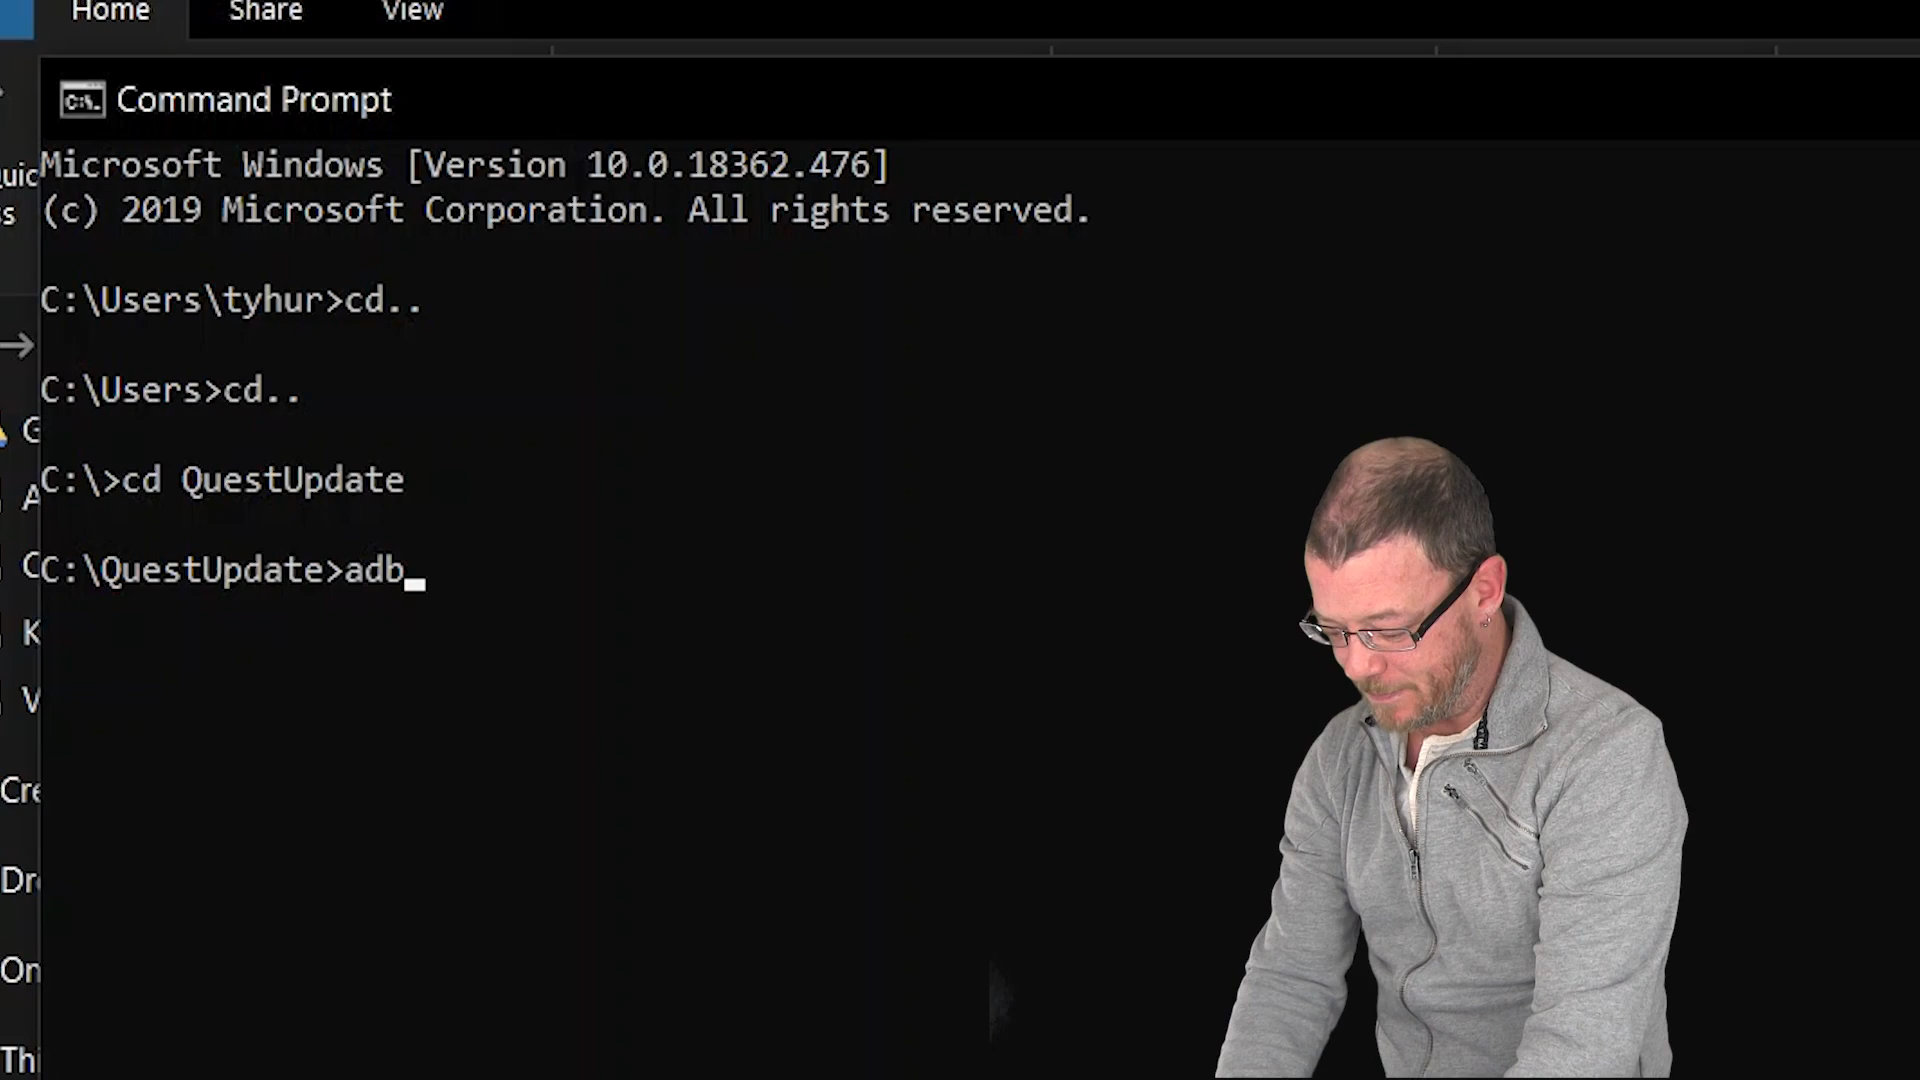 Home Share View
Command Prompt
Microsoft Windows [Version 10.0.18362.476]
(c) 2019 Microsoft Corporation. All rights reserved.
C:\Users\tyhur>cd..
C:\Users>cd..
C:\>cd QuestUpdate
C:\QuestUpdate>adb